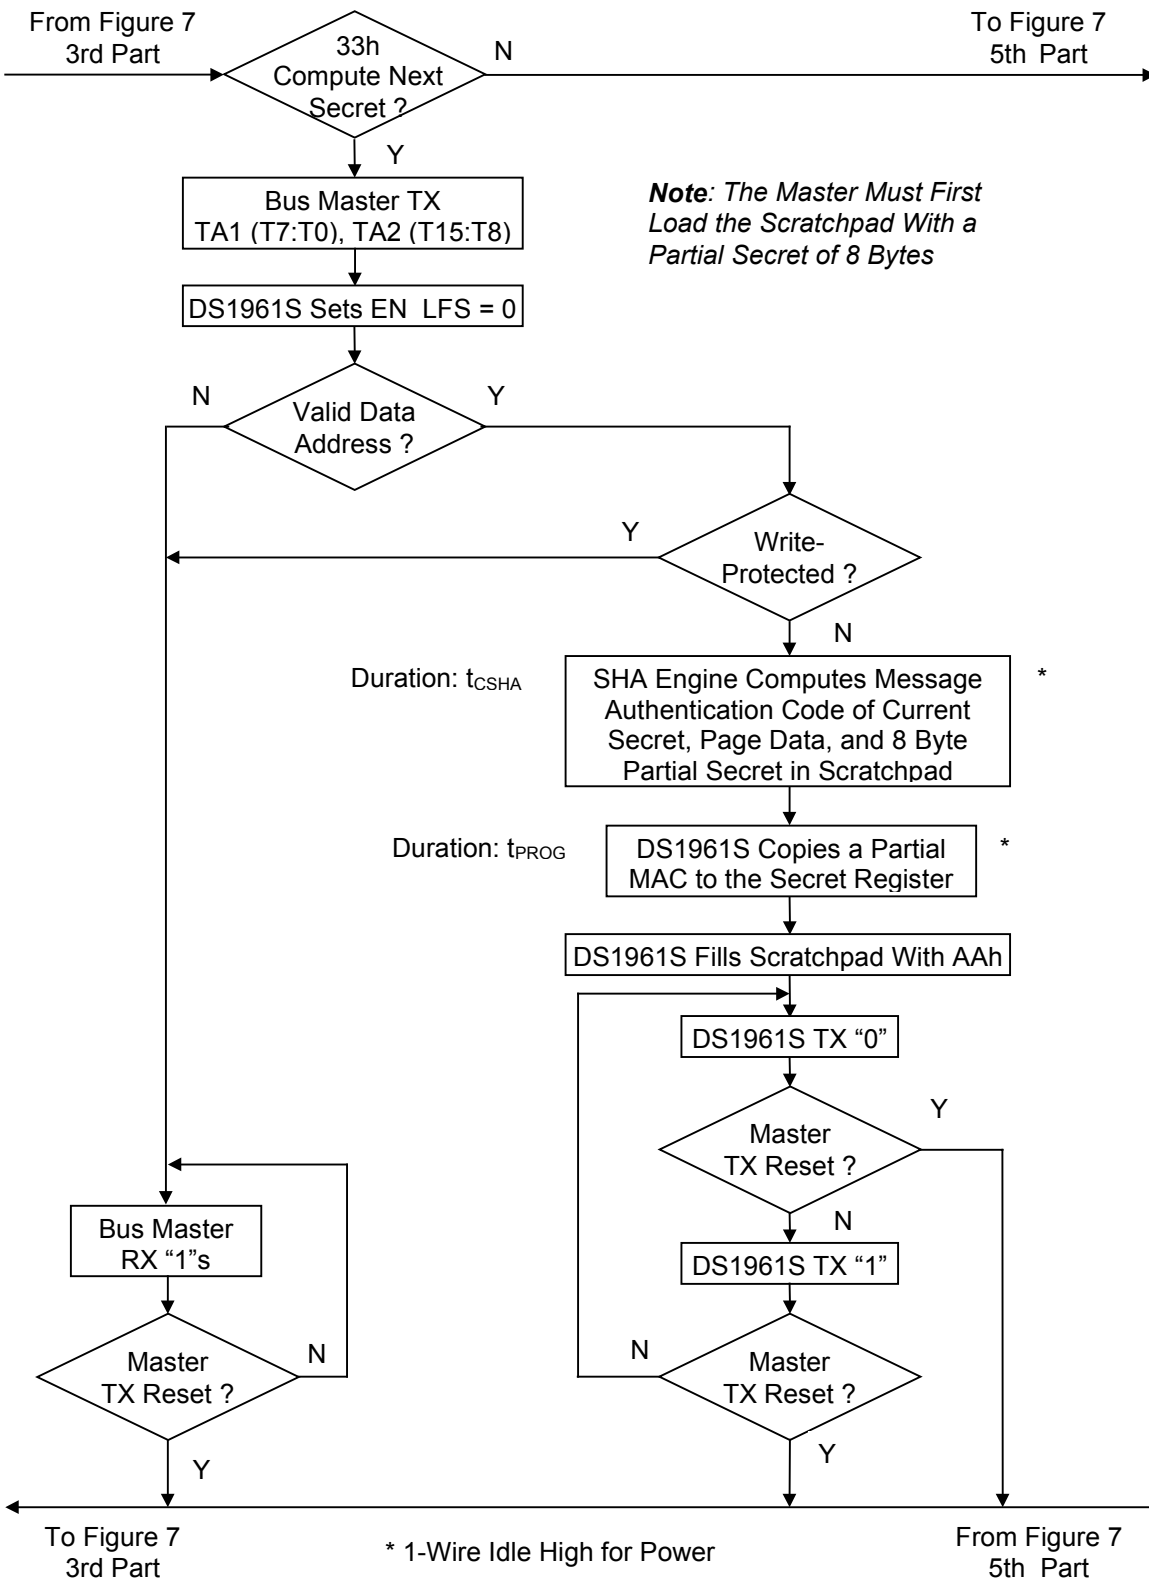 From Figure 7
3rd Part
33h
Compute Next
Secret ?
N
To Figure 7
5th Part
Y
Bus Master TX
TA1 (T7:T0), TA2 (T15:T8)
Note: The Master Must First
Load the Scratchpad With a
Partial Secret of 8 Bytes
DS1961S Sets EN LFS = 0
N
Valid Data
Address ?
Y
Y
Write-
Protected ?
N
Duration: tCSHA
SHA Engine Computes Message
Authentication Code of Current
Secret, Page Data, and 8 Byte
Partial Secret in Scratchpad
*
Duration: tPROG
DS1961S Copies a Partial
MAC to the Secret Register
*
DS1961S Fills Scratchpad With AAh
DS1961S TX “0”
Master
TX Reset ?
Y
N
Bus Master
RX “1”s
DS1961S TX “1”
Master
TX Reset ?
N
N
Master
TX Reset ?
Y
Y
To Figure 7
3rd Part
* 1-Wire Idle High for Power
From Figure 7
5th Part